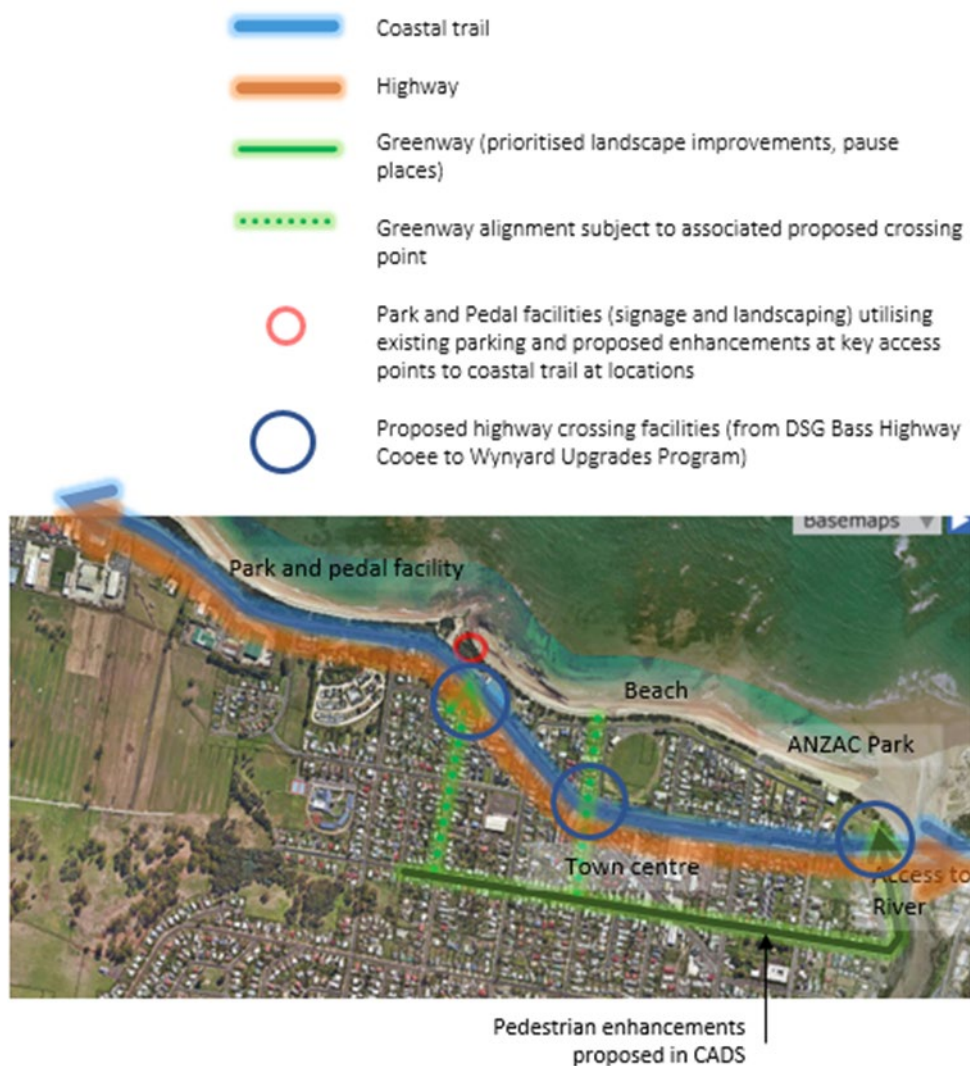 Coastal trail
Highway
Greenway (prioritised landscape improvements, pause
places)
Greenway alignment subject to associated proposed crossing
point
Park and Pedal facilities (signage and landscaping) utilising
existing parking and proposed enhancements at key access
points to coastal trail at locations
Proposed highway crossing facilities (from DSG Bass Highway
Cooee to Wynyard Upgrades Program)
Basemaps
Park and pedal facility
Beach
ANZAC Park
Town centre
Access to
River
Pedestrian enhancements
proposed in CADS